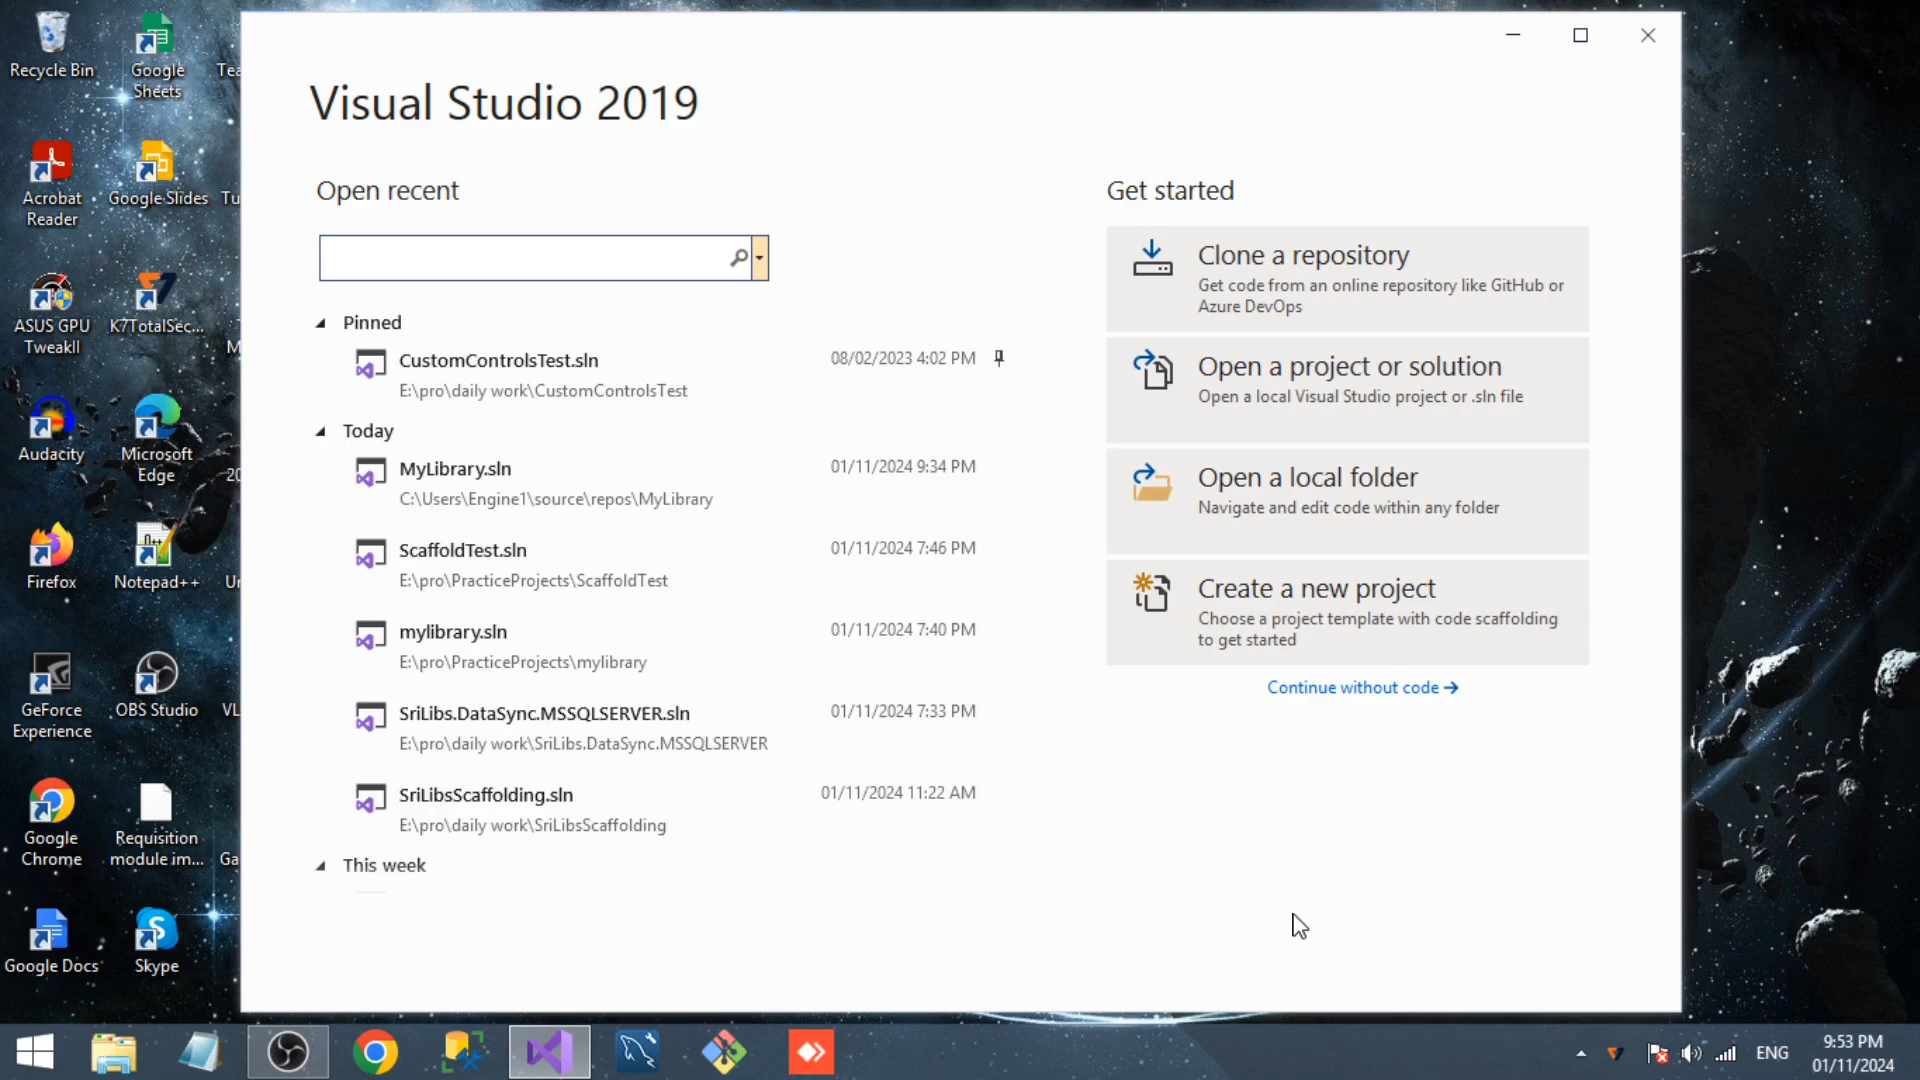 Recycle Bin
Google
Sheets
Tea
Acrobat
Reader
Google Slides
Tu
ASUS GPU
TweakII
K7TotalSec...
M
Audacity
Microsoft
Edge
20
Firefox
Notepad++
Ur
GeForce
Experience
OBS Studio
VL
Google
Chrome
Requisition
module im...
Ga
Google Docs
Skype
Visual Studio 2019
Open recent
Pinned
CustomControlsTest.sln
08/02/2023 4:02 PM
E:\pro\daily work\CustomControlsTest
Today
MyLibrary.sln
01/11/2024 9:34 PM
C:\Users\Engine1\source\repos\MyLibrary
ScaffoldTest.sln
01/11/2024 7:46 PM
E:\pro\PracticeProjects\ScaffoldTest
mylibrary.sln
01/11/2024 7:40 PM
E:\pro\PracticeProjects\mylibrary
SriLibs.DataSync.MSSQLSERVER.sln
01/11/2024 7:33 PM
E:\pro\daily work\SriLibs.DataSync.MSSQLSERVER
SriLibsScaffolding.sln
01/11/2024 11:22 AM
E:\pro\daily work\SriLibsScaffolding
This week
Get started
Clone a repository
Get code from an online repository like GitHub or
Azure DevOps
Open a project or solution
Open a local Visual Studio project or .sln file
Open a local folder
Navigate and edit code within any folder
Create a new project
Choose a project template with code scaffolding
to get started
Continue without code →
ENG
9:53 PM
01/11/2024